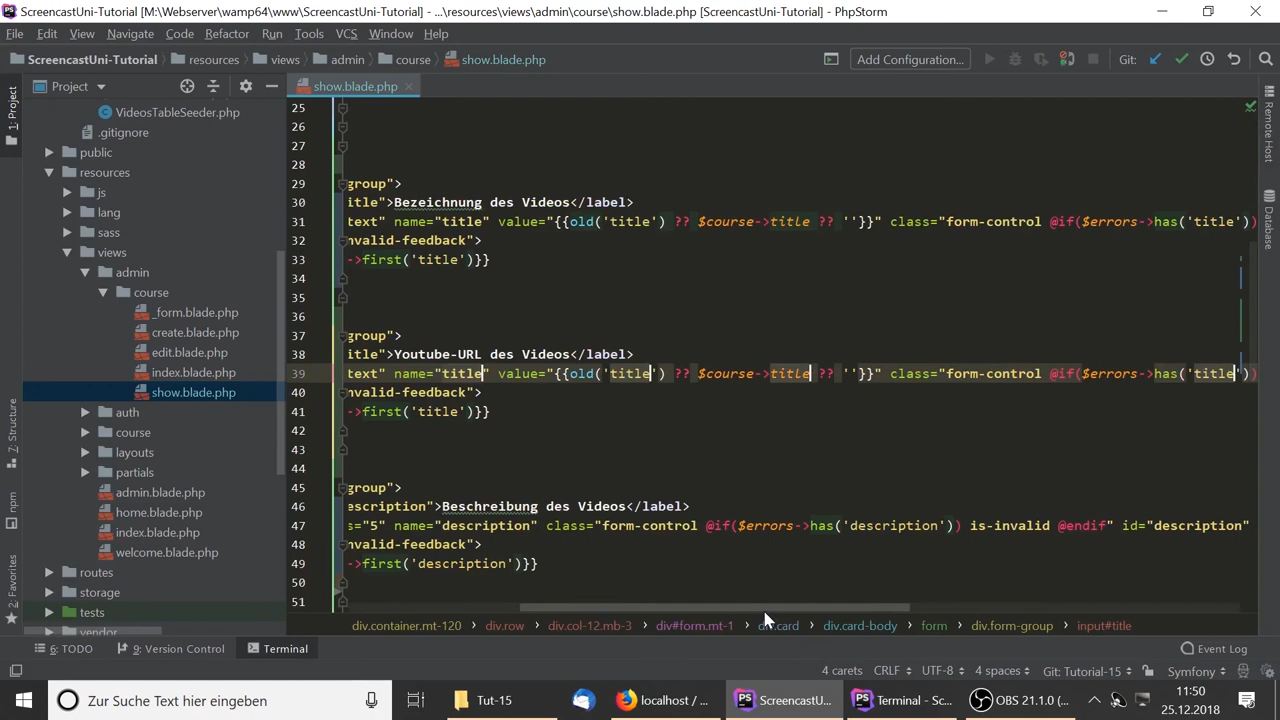 ScreencastUni-Tutorial [M:\Webserver\wamp64\www\ScreencastUni-Tutorial] - ...\resources\views\admin\course\show.blade.php [ScreencastUni-Tutorial] - PhpStorm
File Edit View Navigate Code Refactor Run Tools VCS Window Help
ScreencastUni-Tutorial resources views admin course show.blade.php Add Configuration... Git:
Project show.blade.php
1: Project
7: Structure
npm
2: Favorites
VideosTableSeeder.php
.gitignore
public
resources
js
lang
sass
views
admin
course
_form.blade.php
create.blade.php
edit.blade.php
index.blade.php
show.blade.php
auth
course
layouts
partials
admin.blade.php
home.blade.php
index.blade.php
welcome.blade.php
routes
storage
tests
vendor
25
26
27
28
29 group">
30 title">Bezeichnung des Videos</label>
31 text" name="title" value="{{old('title') ?? $course->title ?? ''}}" class="form-control @if($errors->has('title'))
32 nvalid-feedback">
33 ->first('title')}}
34
35
36
37 group">
38 title">Youtube-URL des Videos</label>
39 text" name="title" value="{{old('title') ?? $course->title ?? ''}}" class="form-control @if($errors->has('title'))
40 nvalid-feedback">
41 ->first('title')}}
42
43
44
45 group">
46 escription">Beschreibung des Videos</label>
47 s="5" name="description" class="form-control @if($errors->has('description')) is-invalid @endif" id="description"
48 nvalid-feedback">
49 ->first('description')}}
50
51
Remote Host
Database
div.container.mt-120 div.row div.col-12.mb-3 div#form.mt-1 div.card div.card-body form div.form-group input#title
6: TODO 9: Version Control Terminal Event Log
4 carets CRLF UTF-8 4 spaces Git: Tutorial-15 Symfony
Zur Suche Text hier eingeben Tut-15 localhost / ... ScreencastU... Terminal - Sc... OBS 21.1.0 (... 11:50
25.12.2018